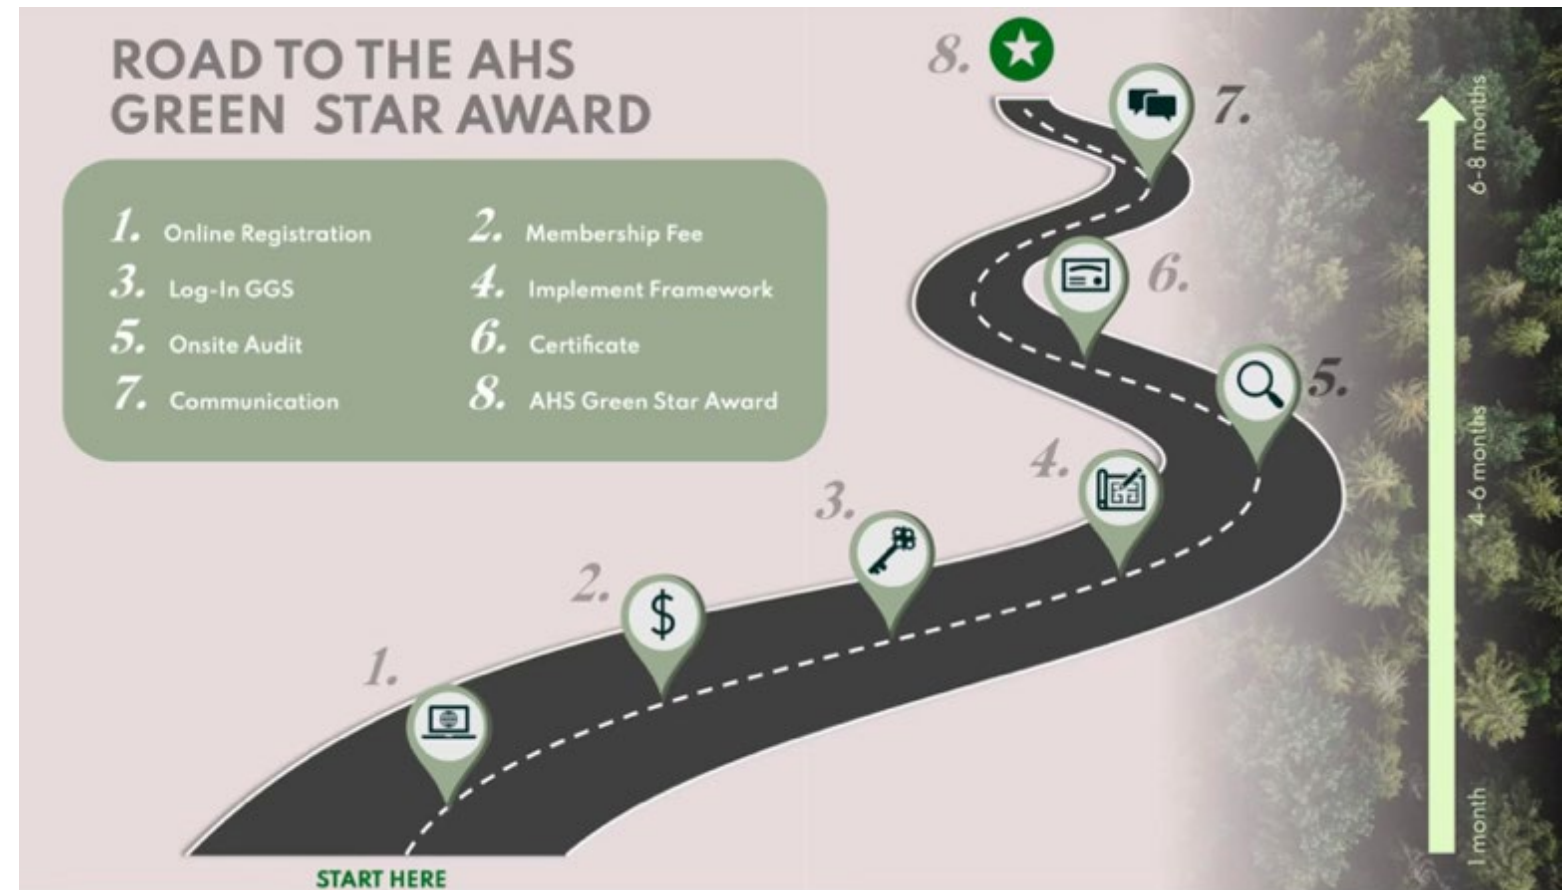 ROAD TO THE AHS
GREEN STAR AWARD
1. Online Registration
2. Membership Fee
3. Log-In GGS
4. Implement Framework
5. Onsite Audit
6. Certificate
7. Communication
8. AHS Green Star Award
8.
7.
6.
5.
4.
3.
2.
1.
$
START HERE
6-8 months
4-6 months
1 month